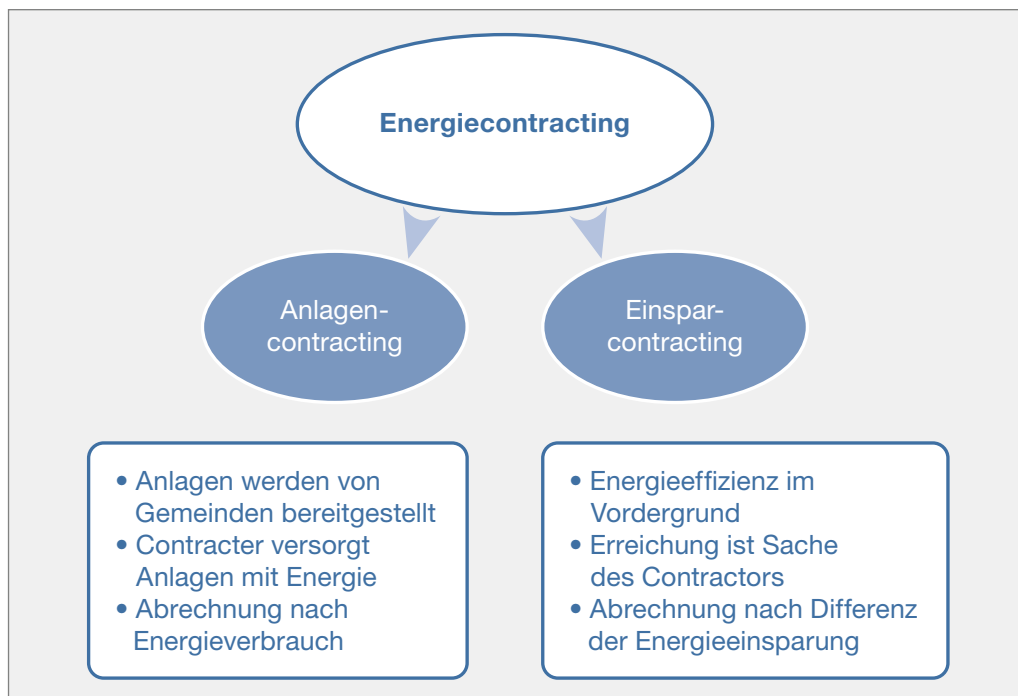 Energiecontracting
Anlagen-
contracting
Einspar-
contracting
• Anlagen werden von
Gemeinden bereitgestellt
• Contracter versorgt
Anlagen mit Energie
• Abrechnung nach
Energieverbrauch
• Energieeffizienz im
Vordergrund
• Erreichung ist Sache
des Contractors
• Abrechnung nach Differenz
der Energieeinsparung